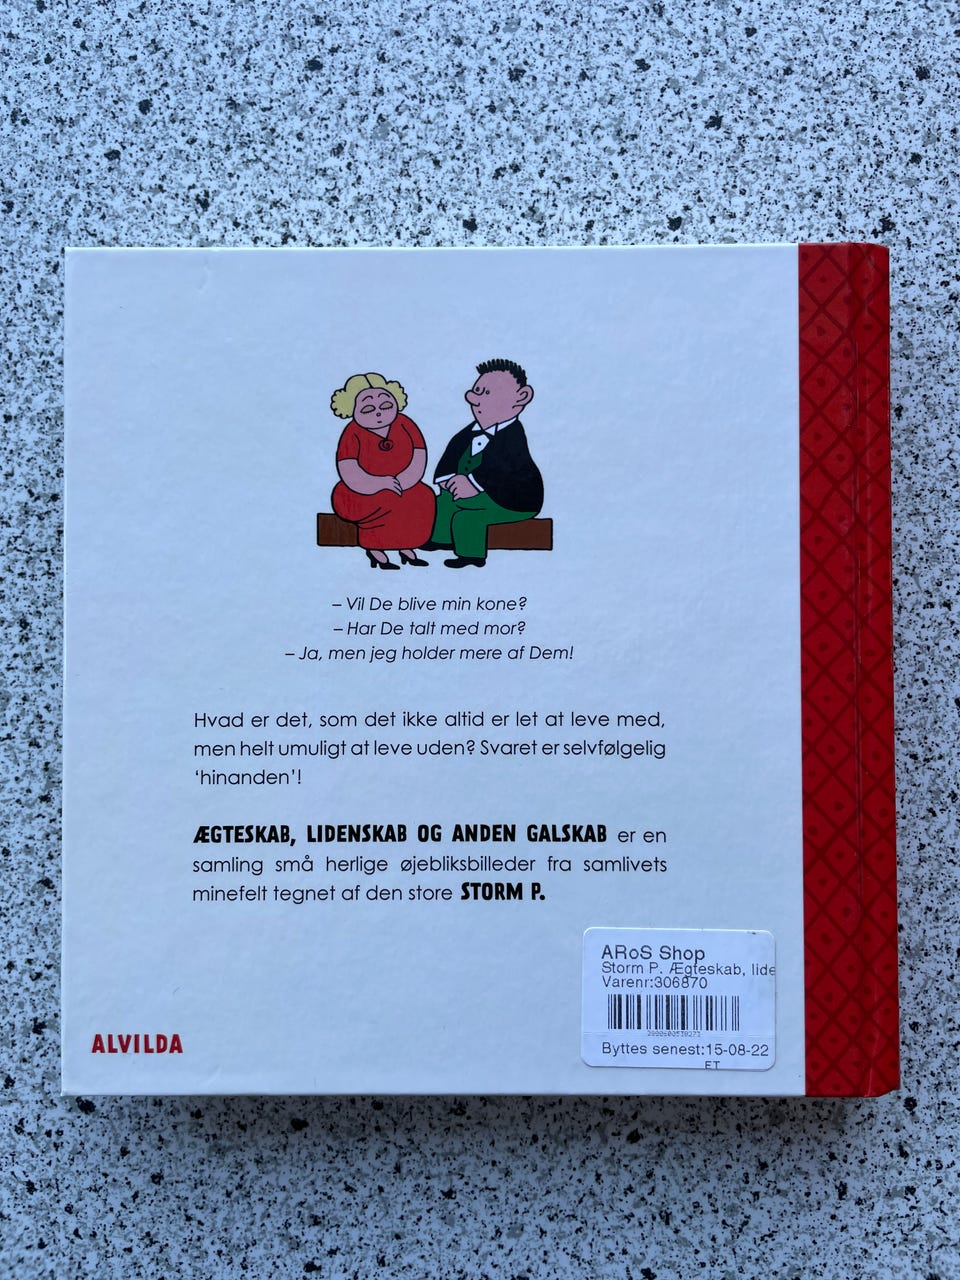 – Vil De blive min kone?
– Har De talt med mor?
– Ja, men jeg holder mere af Dem!
Hvad er det, som det ikke altid er let at leve med,
men helt umuligt at leve uden? Svaret er selvfølgelig
‘hinanden’!
ÆGTESKAB, LIDENSKAB OG ANDEN GALSKAB er en
samling små herlige øjebliksbilleder fra samlivets
minefelt tegnet af den store STORM P.
ARoS Shop
Storm P. Ægteskab, lide
Varenr:306870
Byttes senest:15-08-22
ET
ALVILDA